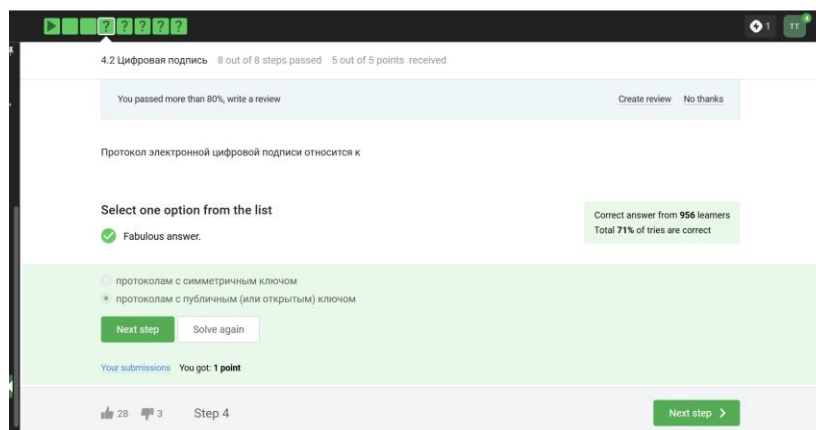 ? ? ? ? ?
1 TT 4
4.2 Цифровая подпись 8 out of 8 steps passed 5 out of 5 points received
You passed more than 80%, write a review Create review No thanks
Протокол электронной цифровой подписи относится к
Select one option from the list
Correct answer from 956 learners
Total 71% of tries are correct
Fabulous answer.
протоколам с симметричным ключом
протоколам с публичным (или открытым) ключом
Next step Solve again
Your submissions You got: 1 point
28 3 Step 4 Next step